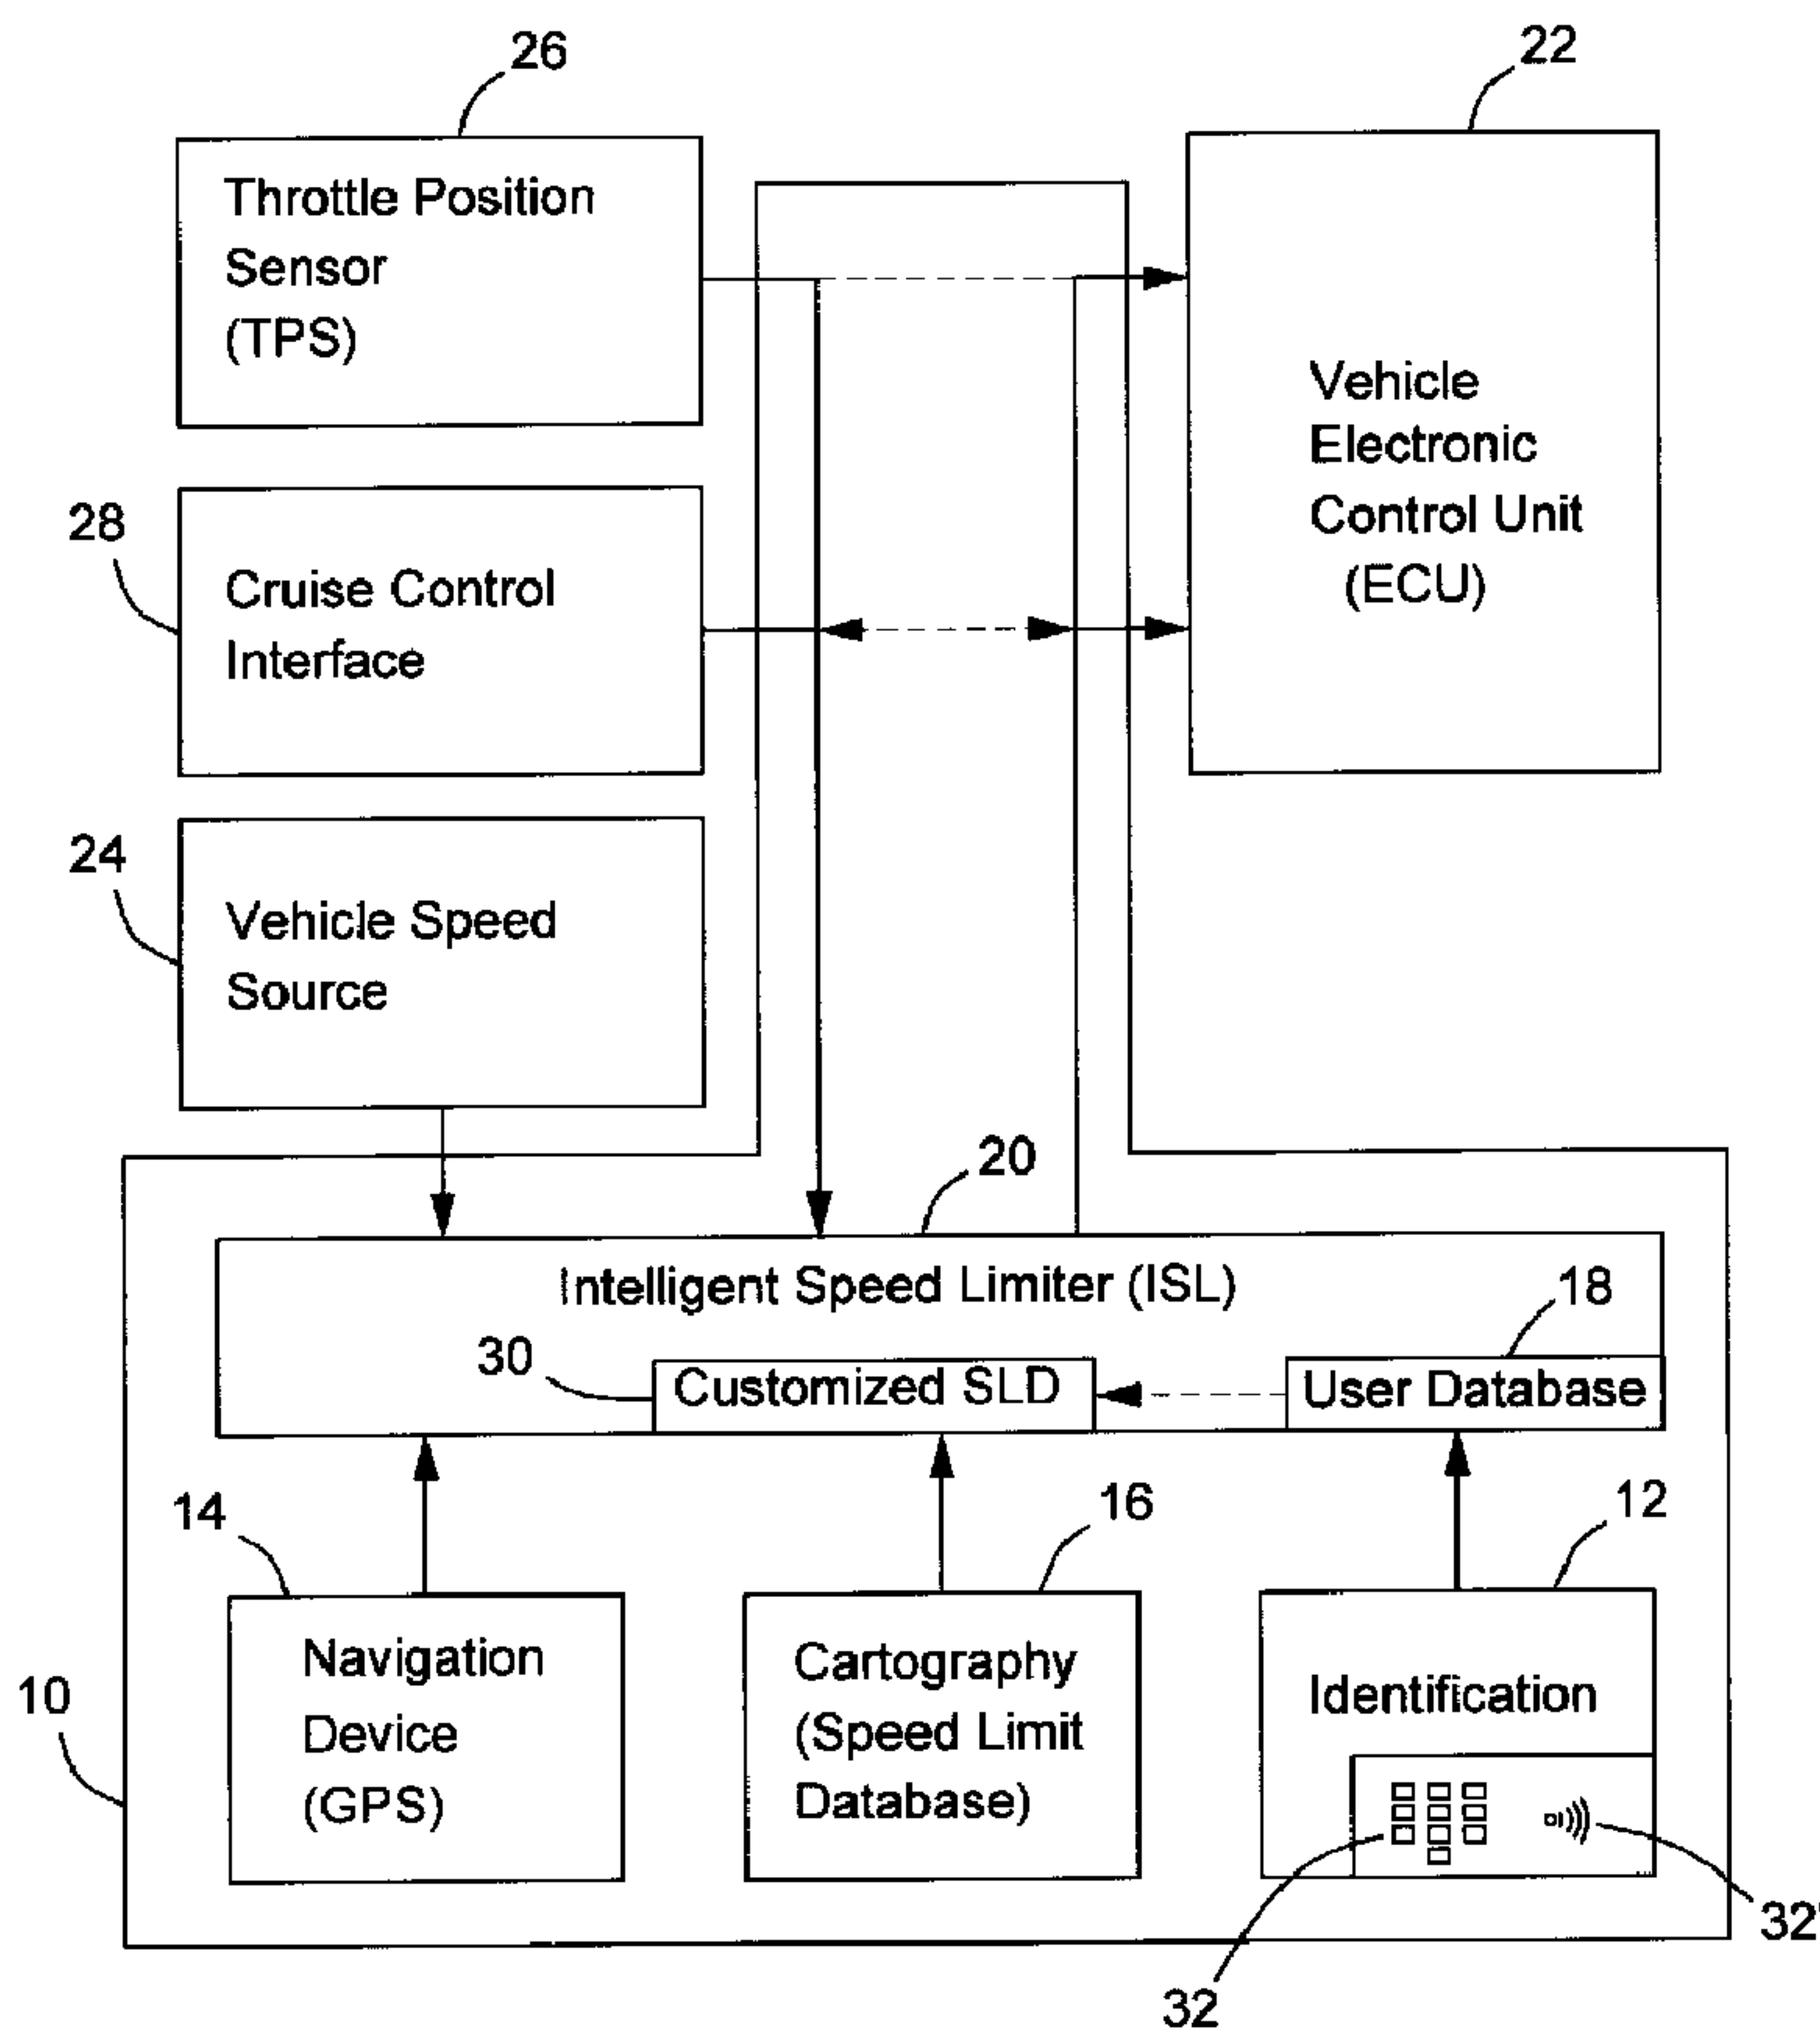 26
22
Throttle Position
Sensor
(TPS)
Vehicle
Electronic
Control Unit
(ECU)
28
Cruise Control
Interface
24
Vehicle Speed
Source
20
Intelligent Speed Limiter (ISL)
18
30
Customized SLD
User Database
14
16
12
Navigation
Device
(GPS)
Cartography
(Speed Limit
Database)
Identification
10
32'
32